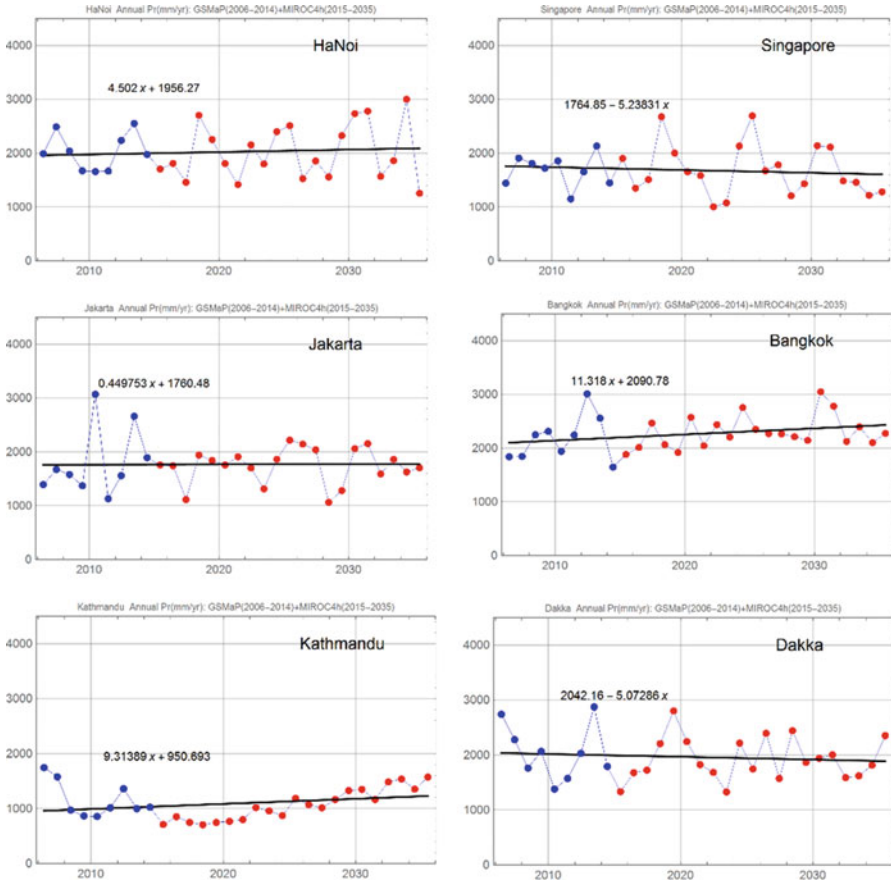 HaNoi Annual Pr(mm/yr): GSMaP(2006–2014)+MIROC4h(2015–2035)
4000
HaNoi
3000
4.502 x + 1956.27
2000
1000
0
2010
2020
2030
Singapore Annual Pr(mm/yr): GSMaP(2006–2014)+MIROC4h(2015–2035)
4000
Singapore
3000
1764.85 – 5.23831 x
2000
1000
0
2010
2020
2030
Jakarta Annual Pr(mm/yr): GSMaP(2006–2014)+MIROC4h(2015–2035)
4000
Jakarta
0.449753 x + 1760.48
3000
2000
1000
0
2010
2020
2030
Bangkok Annual Pr(mm/yr): GSMaP(2006–2014)+MIROC4h(2015–2035)
4000
Bangkok
11.318 x + 2090.78
3000
2000
1000
0
2010
2020
2030
Kathmandu Annual Pr(mm/yr): GSMaP(2006–2014)+MIROC4h(2015–2035)
4000
Kathmandu
3000
2000
9.31389 x + 950.693
1000
0
2010
2020
2030
Dakka Annual Pr(mm/yr): GSMaP(2006–2014)+MIROC4h(2015–2035)
4000
Dakka
3000
2042.16 – 5.07286 x
2000
1000
0
2010
2020
2030